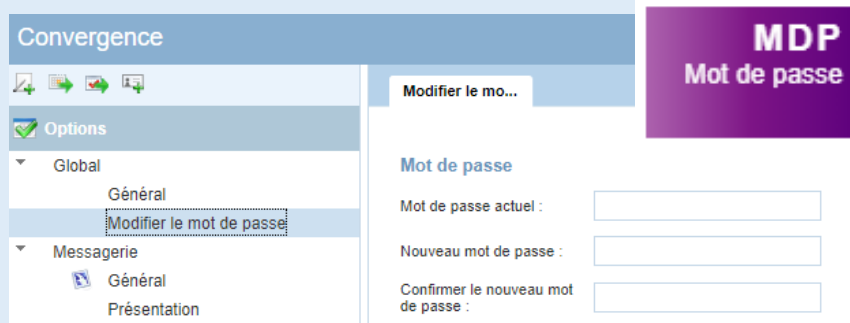 Convergence
MDP
Mot de passe
Modifier le mo...
Options
Global
Général
Modifier le mot de passe
Messagerie
Général
Présentation
Mot de passe
Mot de passe actuel :
Nouveau mot de passe :
Confirmer le nouveau mot
de passe :